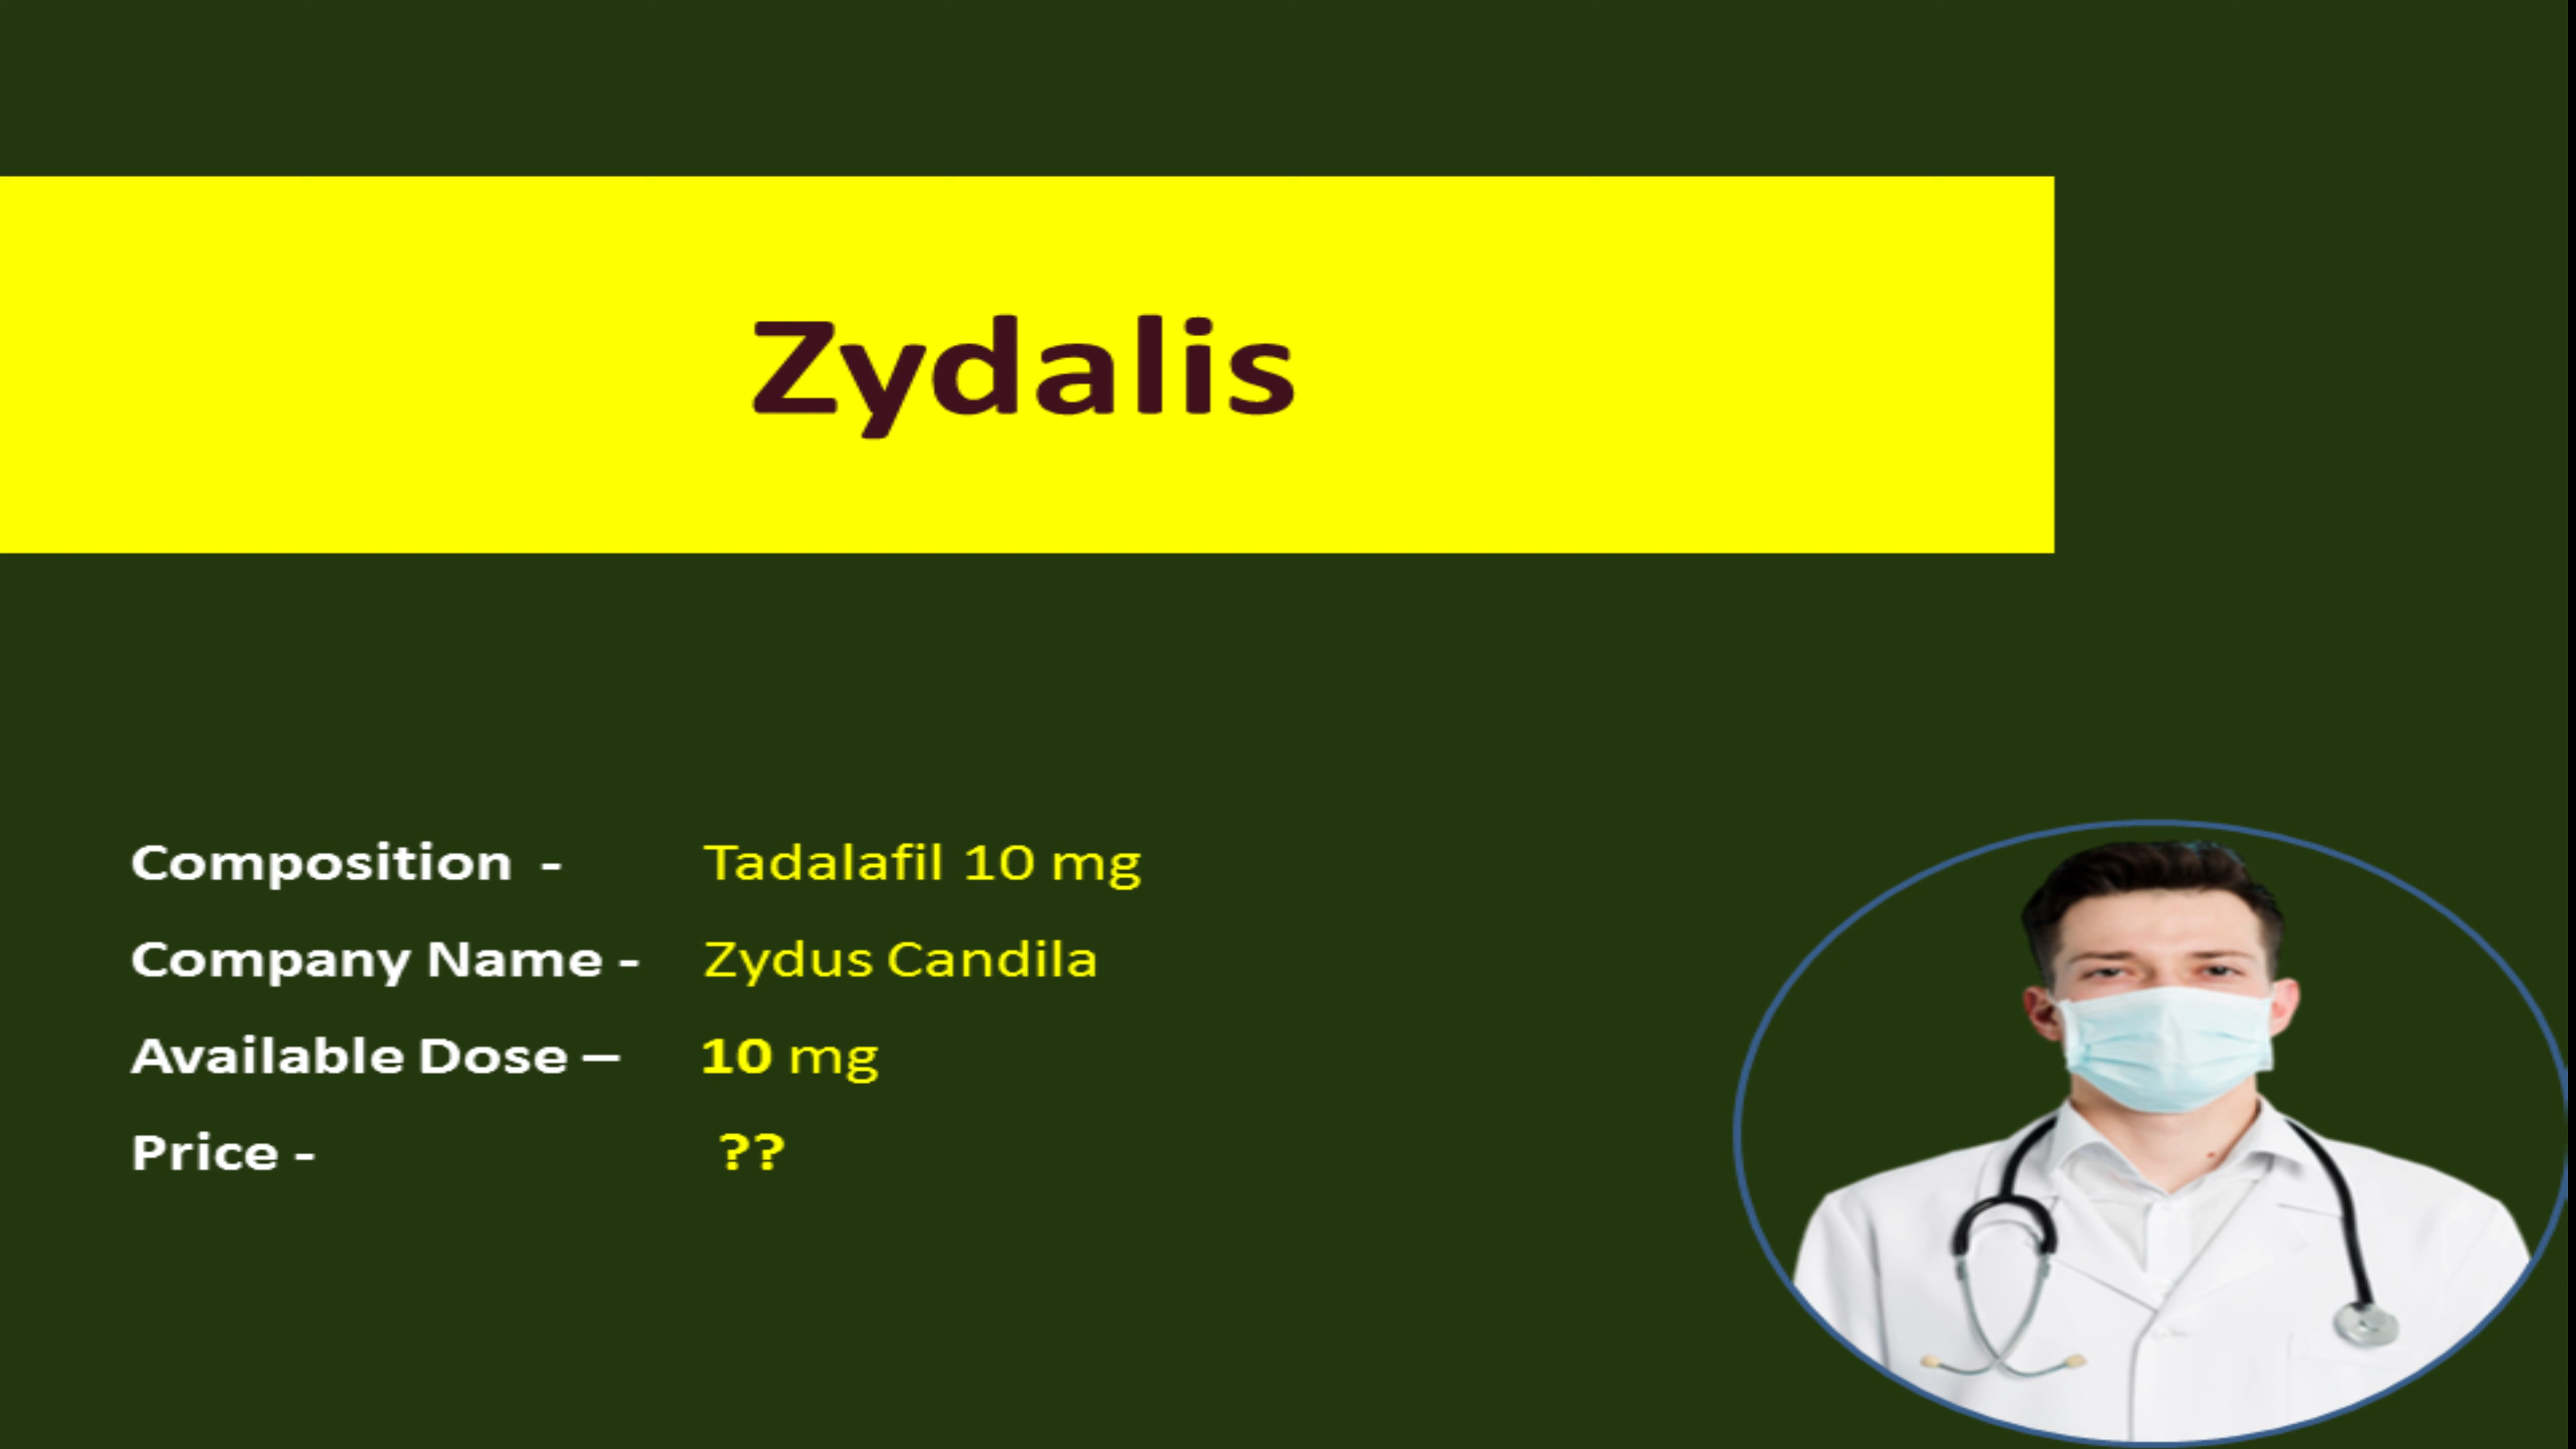 Zydalis
Composition - Tadalafil 10 mg
Company Name - Zydus Candila
Available Dose – 10 mg
Price - ??